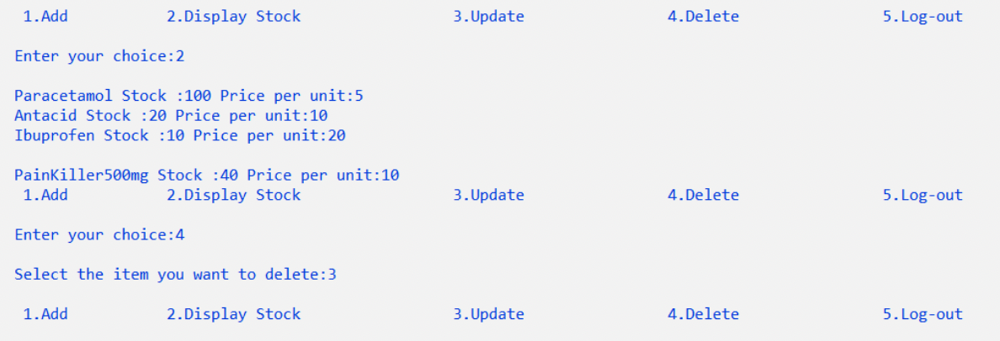 1.Add 2.Display Stock 3.Update 4.Delete 5.Log-out
Enter your choice:2
Paracetamol Stock :100 Price per unit:5
Antacid Stock :20 Price per unit:10
Ibuprofen Stock :10 Price per unit:20
PainKiller500mg Stock :40 Price per unit:10
1.Add 2.Display Stock 3.Update 4.Delete 5.Log-out
Enter your choice:4
Select the item you want to delete:3
1.Add 2.Display Stock 3.Update 4.Delete 5.Log-out